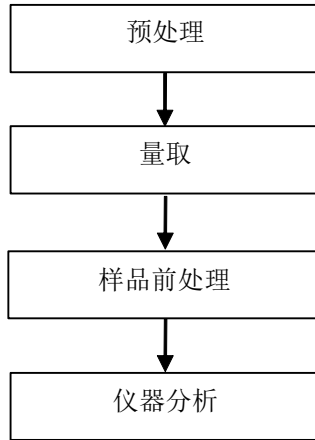 预处理
量取
样品前处理
仪器分析